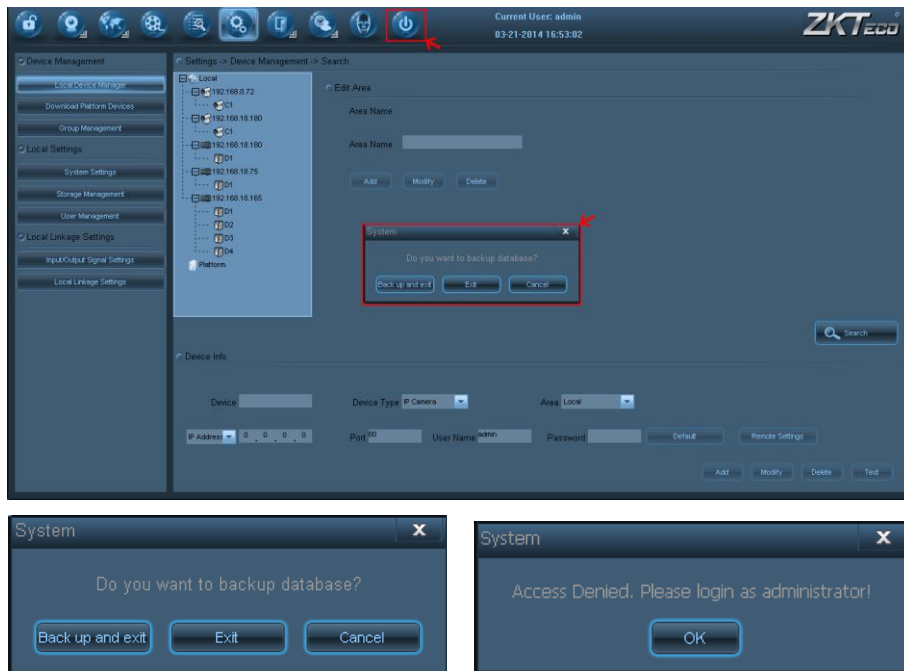 Current User: admin
03-21-2014 16:53:02
ZKTeco
Device Management
Local Device Manager
Download Platform Devices
Group Management
Local Settings
System Settings
Storage Management
User Management
Local Linkage Settings
Input/Output Signal Settings
Local Linkage Settings
Settings -> Device Management -> Search
Local
192.168.0.72
C1
192.168.18.180
C1
192.168.18.180
D1
192.168.18.75
D1
192.168.18.165
D1
D2
D3
D4
Platform
Edit Area
Area Name
Area Name
Add Modify Delete
System x
Do you want to backup database?
Back up and exit Exit Cancel
Search
Device Info
Device Device Type IP Camera Area Local
IP Address 0 . 0 . 0 . 0 Port 80 User Name admin Password Default Remote Settings
Add Modify Delete Test
System x
Do you want to backup database?
Back up and exit Exit Cancel
System x
Access Denied. Please login as administrator!
OK